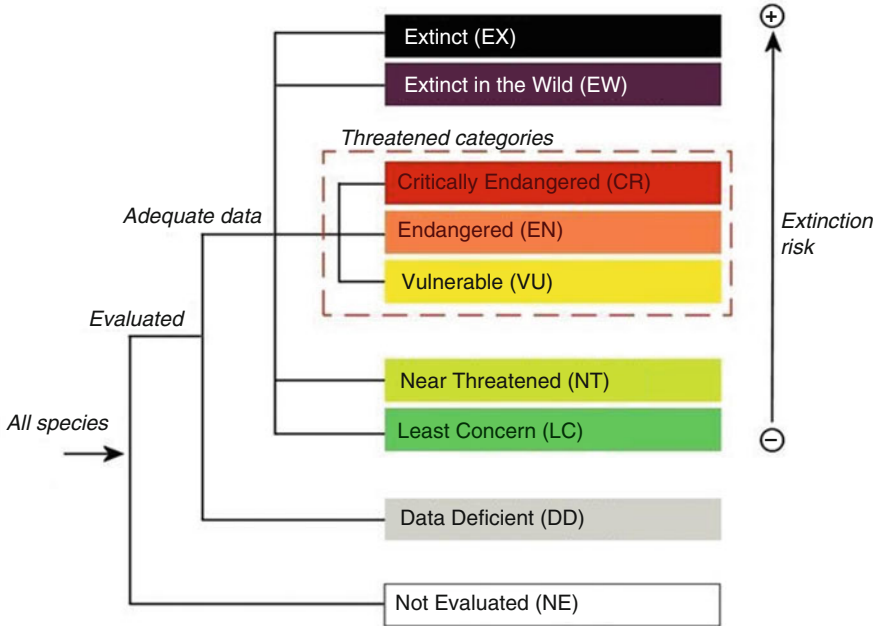 Extinct (EX)
Extinct in the Wild (EW)
Threatened categories
Critically Endangered (CR)
Adequate data
Endangered (EN)
Extinction
risk
Vulnerable (VU)
Evaluated
Near Threatened (NT)
All species
Least Concern (LC)
Data Deficient (DD)
Not Evaluated (NE)